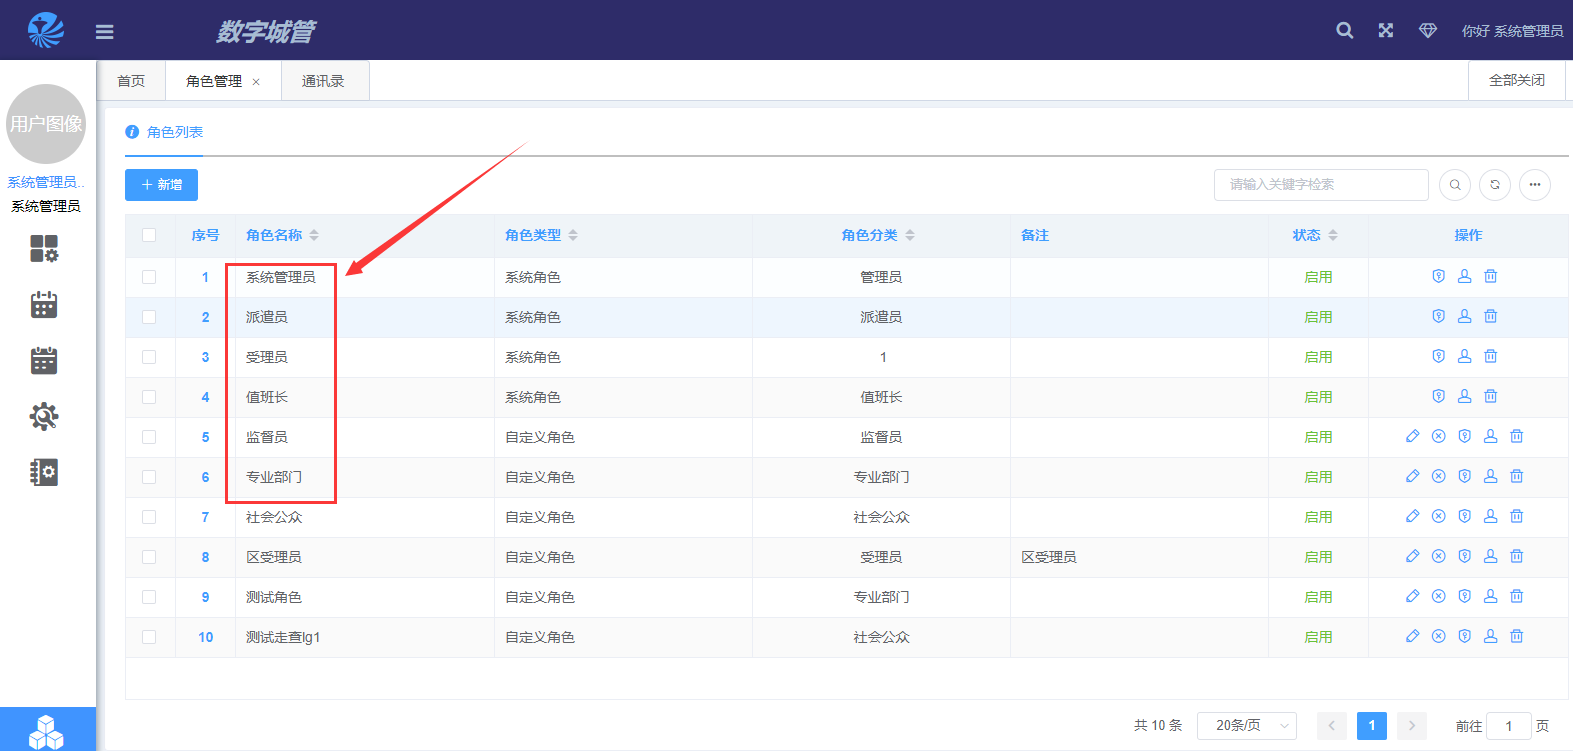 数字城管
你好 系统管理员
首页 角色管理 × 通讯录 全部关闭
用户图像
系统管理员..
系统管理员
角色列表
+ 新增 请输入关键字检索
序号 角色名称 角色类型 角色分类 备注 状态 操作
1 系统管理员 系统角色 管理员 启用
2 派遣员 系统角色 派遣员 启用
3 受理员 系统角色 1 启用
4 值班长 系统角色 值班长 启用
5 监督员 自定义角色 监督员 启用
6 专业部门 自定义角色 专业部门 启用
7 社会公众 自定义角色 社会公众 启用
8 区受理员 自定义角色 受理员 区受理员 启用
9 测试角色 自定义角色 专业部门 启用
10 测试走查lg1 自定义角色 社会公众 启用
共 10 条 20条/页 < 1 > 前往 1 页